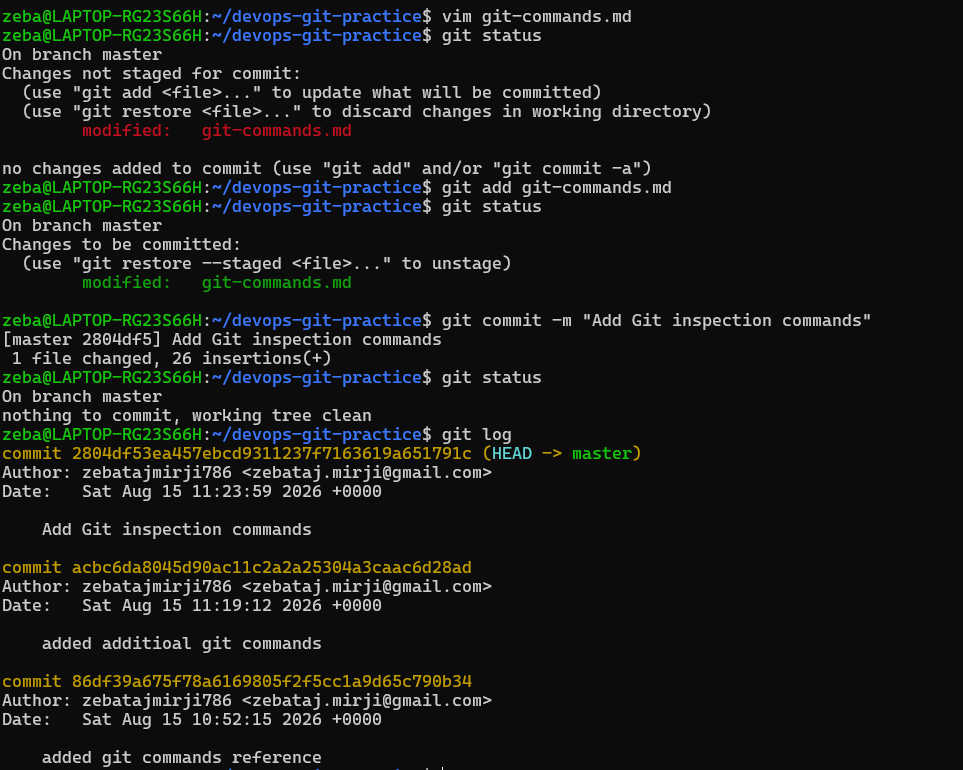 zeba@LAPTOP-RG23S66H:~/devops-git-practice$ vim git-commands.md
zeba@LAPTOP-RG23S66H:~/devops-git-practice$ git status
On branch master
Changes not staged for commit:
  (use "git add <file>..." to update what will be committed)
  (use "git restore <file>..." to discard changes in working directory)
        modified:   git-commands.md

no changes added to commit (use "git add" and/or "git commit -a")
zeba@LAPTOP-RG23S66H:~/devops-git-practice$ git add git-commands.md
zeba@LAPTOP-RG23S66H:~/devops-git-practice$ git status
On branch master
Changes to be committed:
  (use "git restore --staged <file>..." to unstage)
        modified:   git-commands.md

zeba@LAPTOP-RG23S66H:~/devops-git-practice$ git commit -m "Add Git inspection commands"
[master 2804df5] Add Git inspection commands
 1 file changed, 26 insertions(+)
zeba@LAPTOP-RG23S66H:~/devops-git-practice$ git status
On branch master
nothing to commit, working tree clean
zeba@LAPTOP-RG23S66H:~/devops-git-practice$ git log
commit 2804df53ea457ebcd9311237f7163619a651791c (HEAD -> master)
Author: zebatajmirji786 <zebataj.mirji@gmail.com>
Date:   Sat Aug 15 11:23:59 2026 +0000

    Add Git inspection commands

commit acbc6da8045d90ac11c2a2a25304a3caac6d28ad
Author: zebatajmirji786 <zebataj.mirji@gmail.com>
Date:   Sat Aug 15 11:19:12 2026 +0000

    added additioal git commands

commit 86df39a675f78a6169805f2f5cc1a9d65c790b34
Author: zebatajmirji786 <zebataj.mirji@gmail.com>
Date:   Sat Aug 15 10:52:15 2026 +0000

    added git commands reference